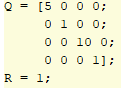 Q = [5 0 0 0;
0 1 0 0;
0 0 10 0;
0 0 0 1];
R = 1;